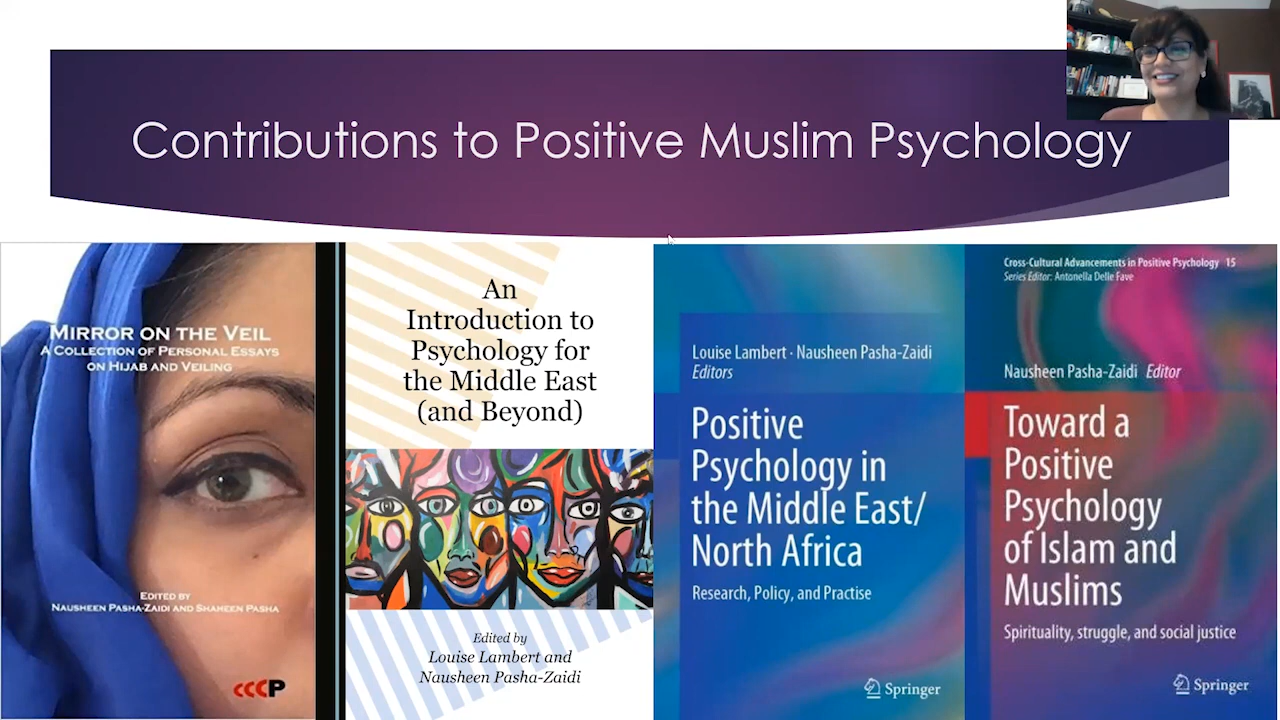 Contributions to Positive Muslim Psychology
MIRROR ON THE VEIL
A COLLECTION OF PERSONAL ESSAYS
ON HIJAB AND VEILING
EDITED BY
NAUSHEEN PASHA-ZAIDI AND SHAHEEN PASHA
CCCP
An
Introduction to
Psychology for
the Middle East
(and Beyond)
Edited by
Louise Lambert and
Nausheen Pasha-Zaidi
Louise Lambert · Nausheen Pasha-Zaidi
Editors
Positive
Psychology in
the Middle East/
North Africa
Research, Policy, and Practise
Springer
Cross-Cultural Advancements in Positive Psychology 15
Series Editor: Antonella Delle Fave
Nausheen Pasha-Zaidi Editor
Toward a
Positive
Psychology
of Islam and
Muslims
Spirituality, struggle, and social justice
Springer